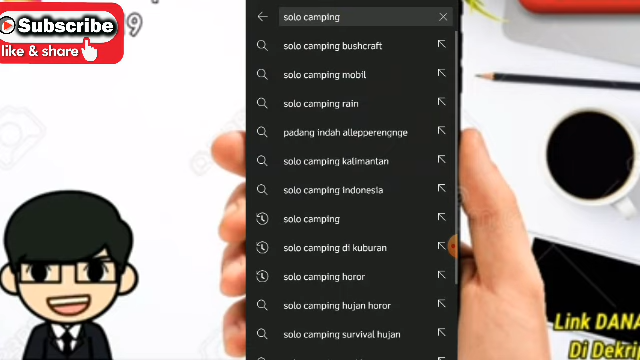 Subscribe
like & share
9
solo camping
solo camping bushcraft
solo camping mobil
solo camping rain
padang indah allepperengnge
solo camping kalimantan
solo camping indonesia
solo camping
solo camping di kuburan
solo camping horor
solo camping hujan horor
solo camping survival hujan
Link DANA
Di Dekri